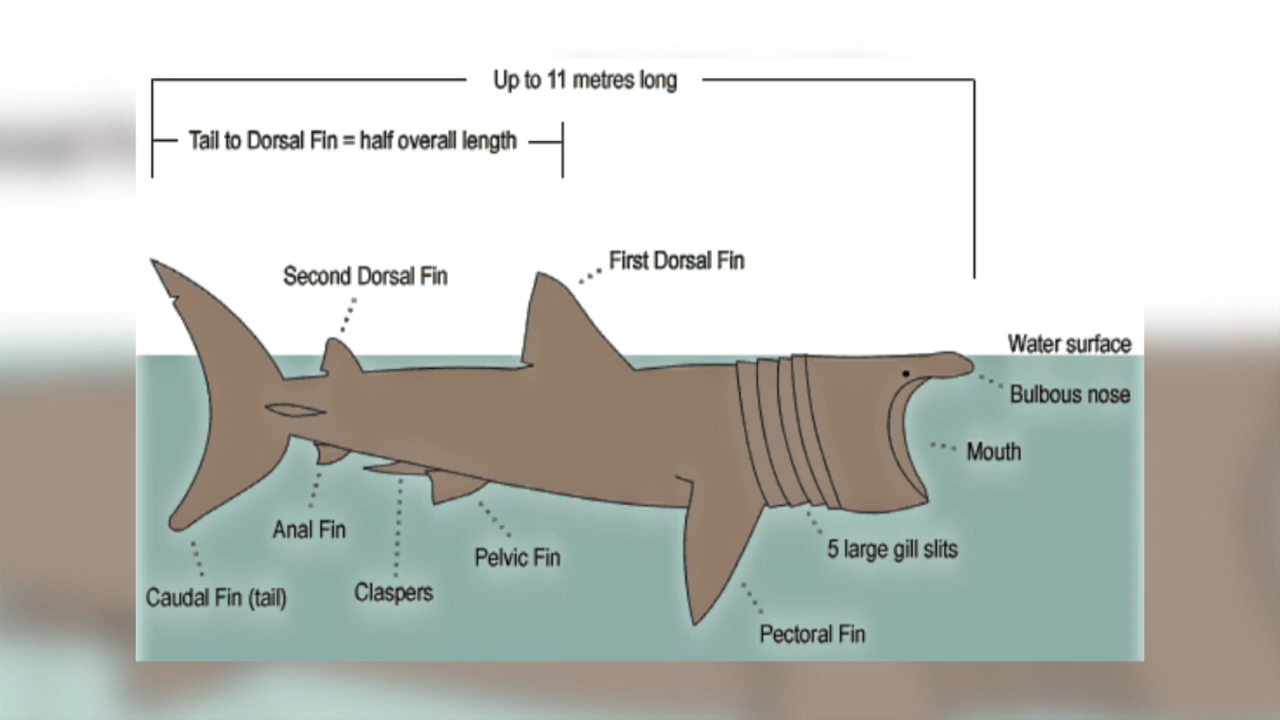 Up to 11 metres long
Tail to Dorsal Fin = half overall length
First Dorsal Fin
Second Dorsal Fin
Water surface
Bulbous nose
Mouth
Anal Fin
5 large gill slits
Pelvic Fin
Claspers
Caudal Fin (tail)
Pectoral Fin